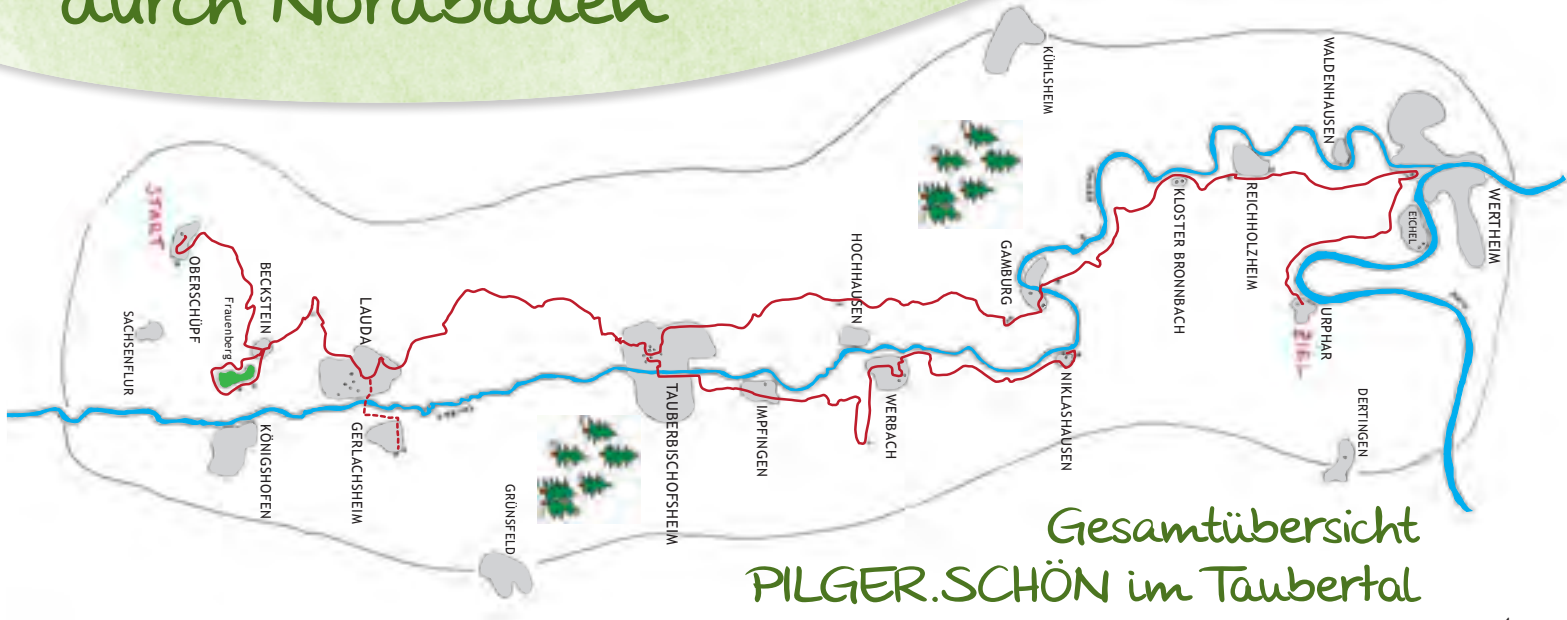 durch Nordbaden
KÜHLSHEIM
WALDENHAUSEN
WERTHEIM
EICHEL
REICHHOLZHEIM
KLOSTER BRONNBACH
URPHAR
ZIEL
GAMBURG
HOCHHAUSEN
NIKLASHAUSEN
DERTINGEN
WERBACH
IMPFINGEN
TAUBERBISCHOFSHEIM
START
OBERSCHÜPF
BECKSTEIN
Frauenberg
LAUDA
SACHSENFLUR
KÖNIGSHOFEN
GERLACHSHEIM
GRÜNSFELD
Gesamtübersicht
PILGER.SCHÖN im Taubertal